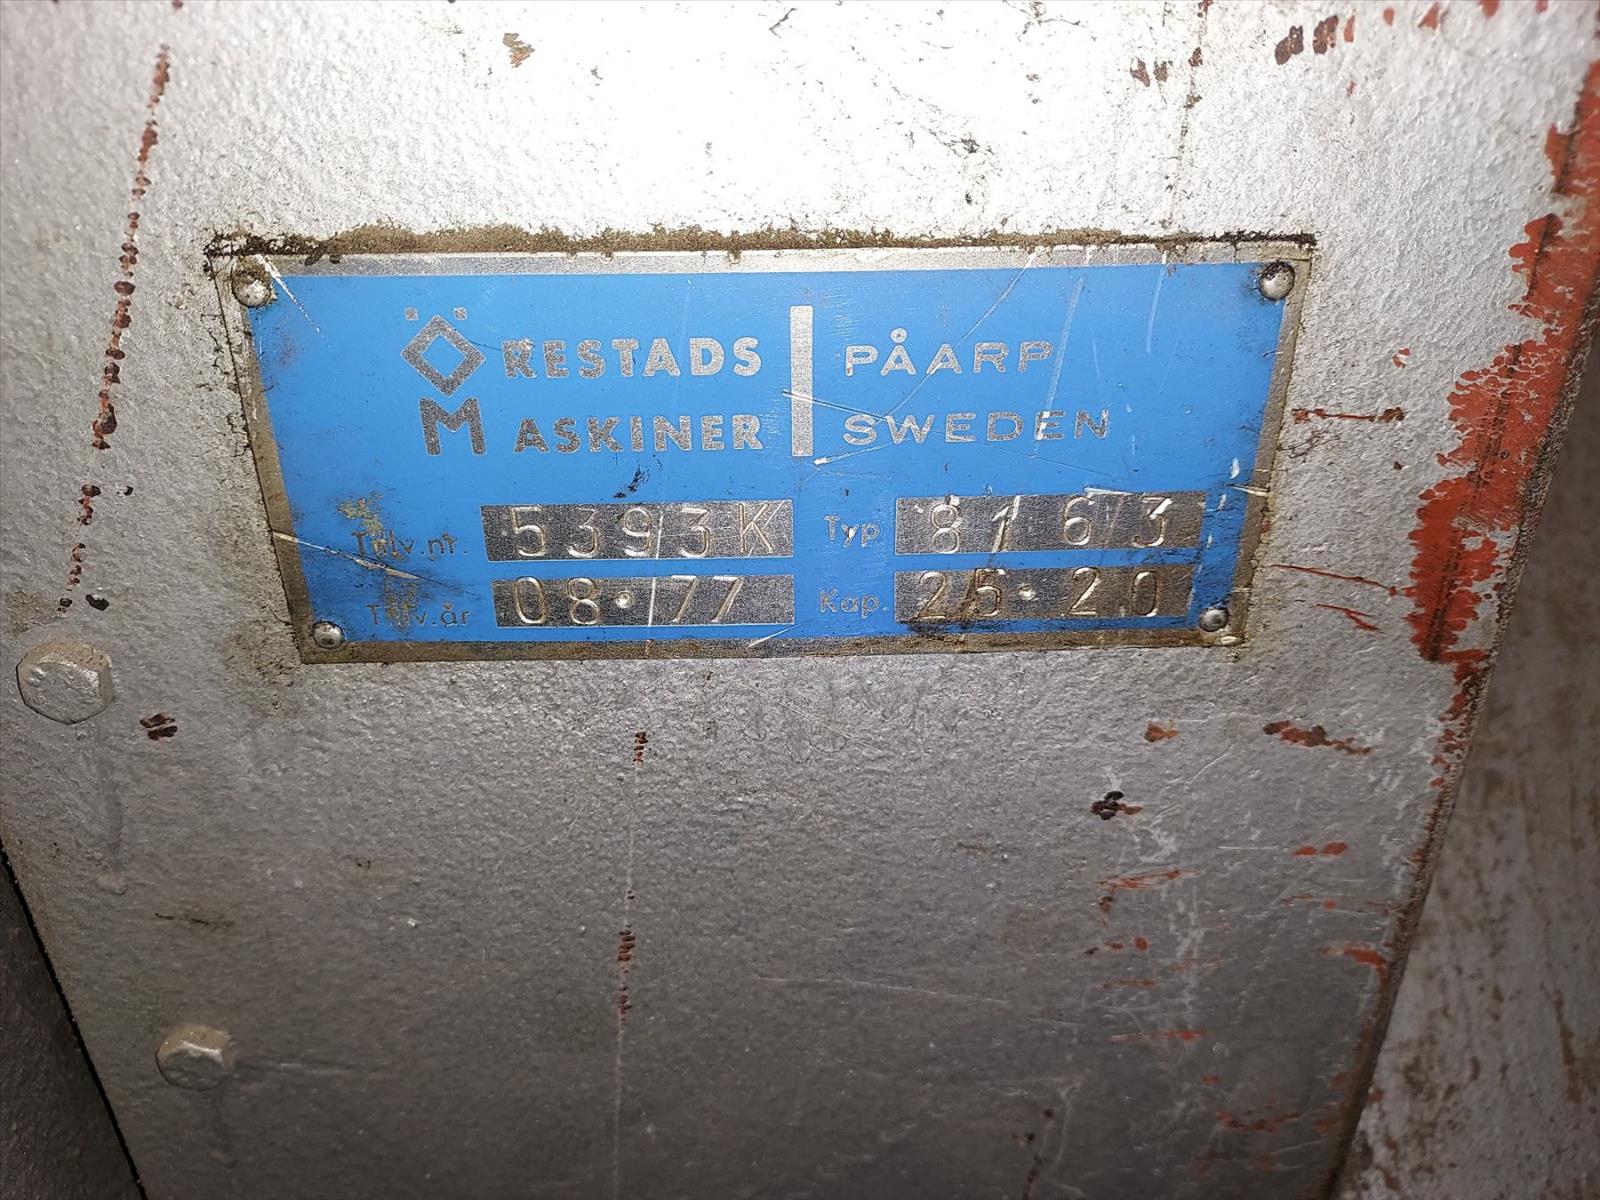 ÖRESTADS
MASKINER
PÅARP
SWEDEN
Tillv.nr. 5393K
Typ 8163
Tillv.år 08.77
Kap. 25.20